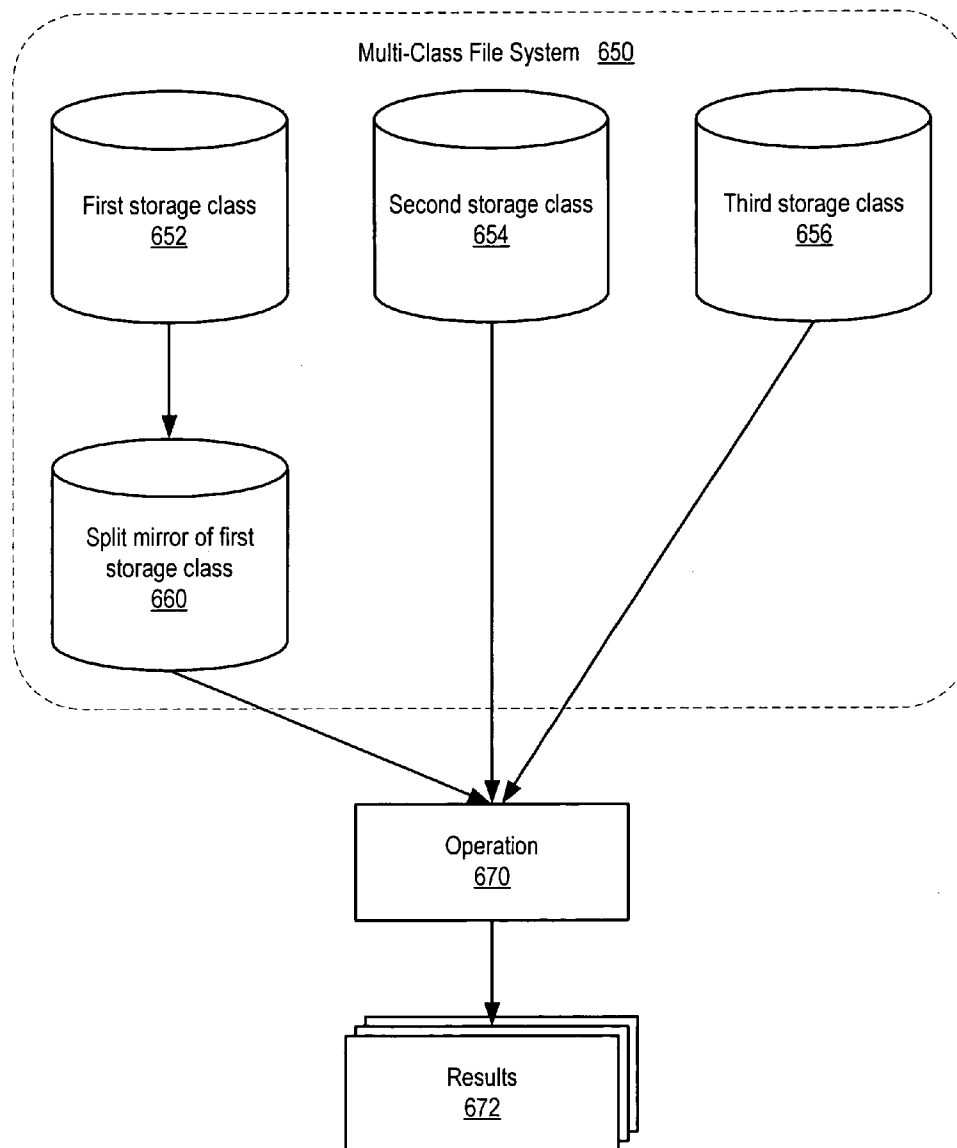 Multi-Class File System 650
First storage class
652
Second storage class
654
Third storage class
656
Split mirror of first
storage class
660
Operation
670
Results
672